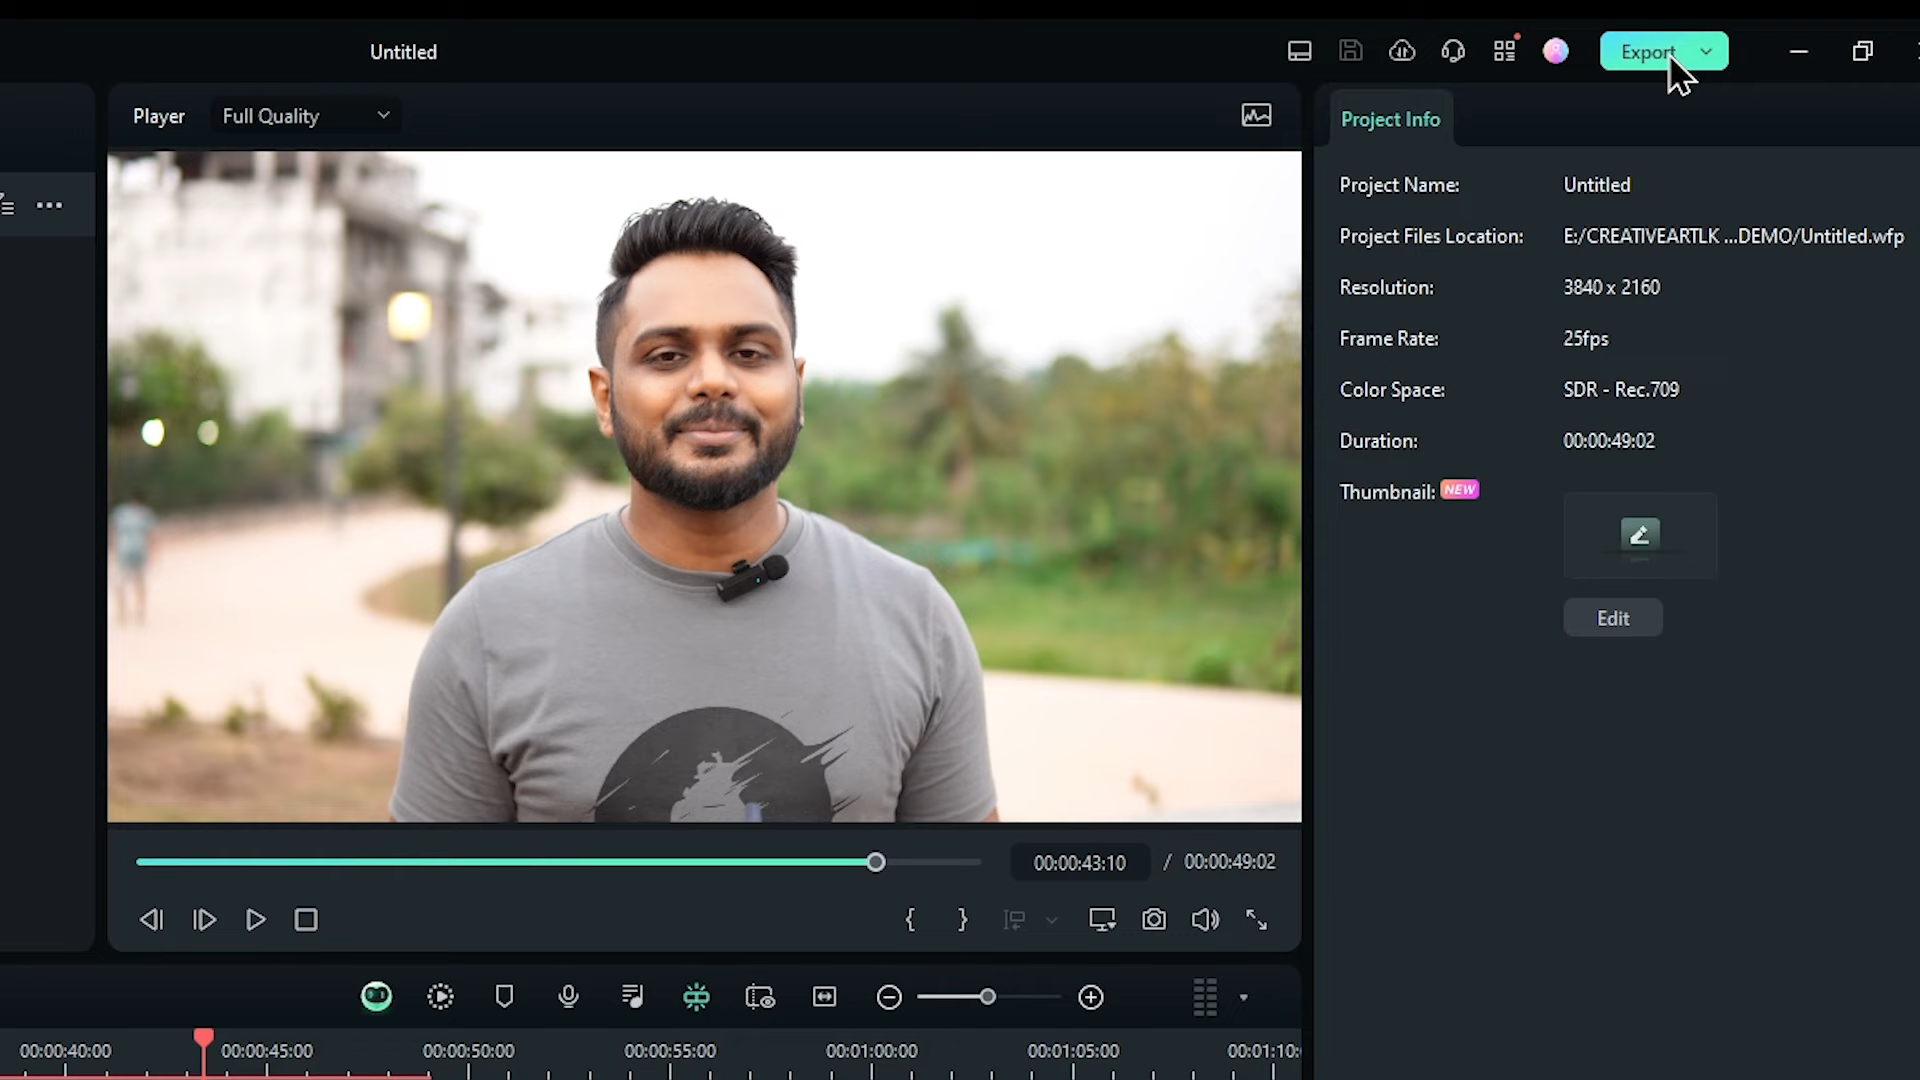 Untitled
Export
Player
Full Quality
Project Info
Project Name:
Untitled
Project Files Location:
E:/CREATIVEARTLK ...DEMO/Untitled.wfp
Resolution:
3840 x 2160
Frame Rate:
25fps
Color Space:
SDR - Rec.709
Duration:
00:00:49:02
Thumbnail: NEW
Edit
00:00:43:10 / 00:00:49:02
00:00:40:00
00:00:45:00
00:00:50:00
00:00:55:00
00:01:00:00
00:01:05:00
00:01:10: